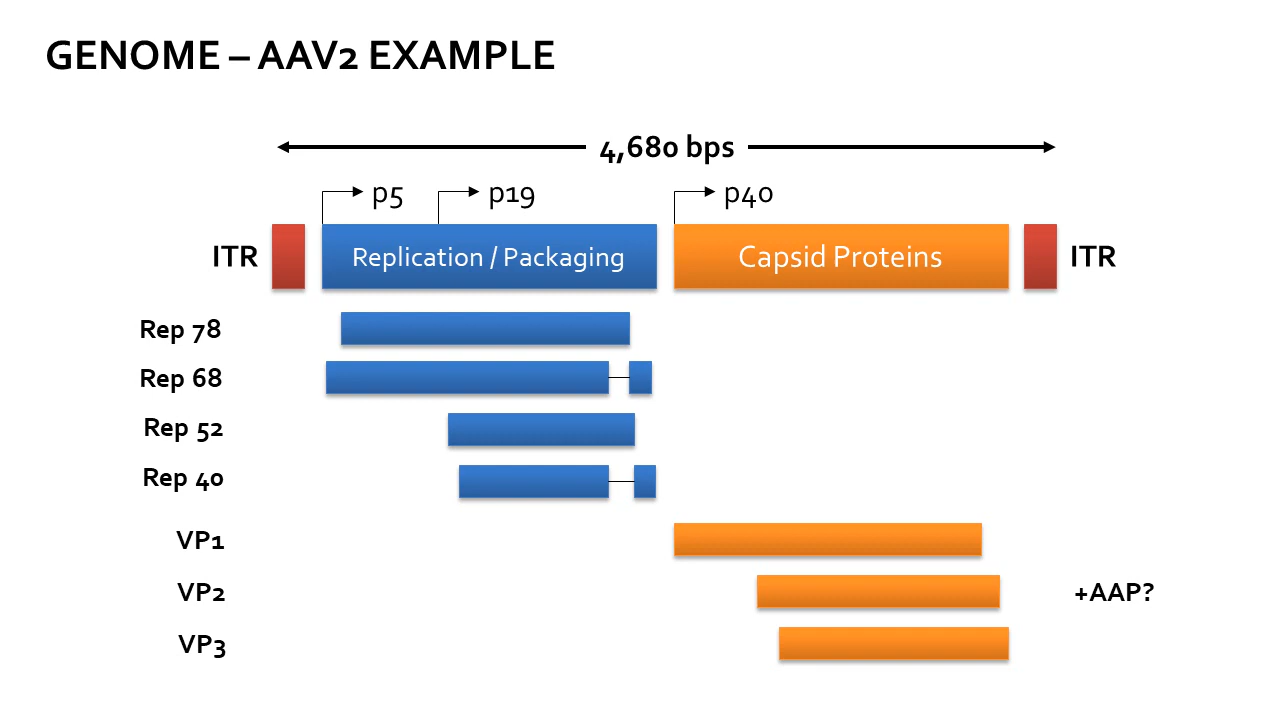 GENOME – AAV2 EXAMPLE
4,680 bps
p5 p19 p40
ITR Replication / Packaging Capsid Proteins ITR
Rep 78
Rep 68
Rep 52
Rep 40
VP1
VP2 +AAP?
VP3